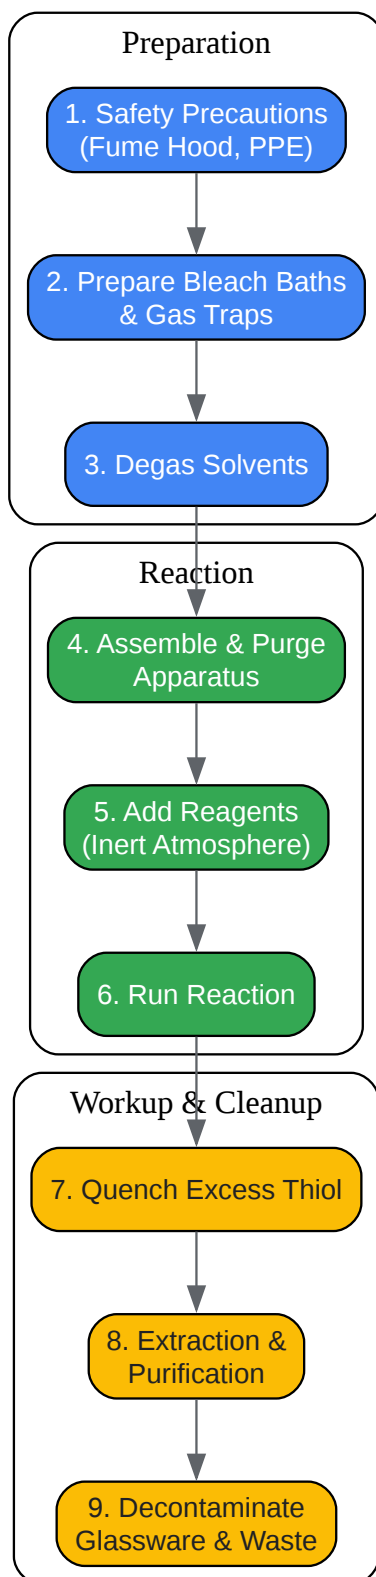 Preparation
1. Safety Precautions
(Fume Hood, PPE)
2. Prepare Bleach Baths
& Gas Traps
3. Degas Solvents
Reaction
4. Assemble & Purge
Apparatus
5. Add Reagents
(Inert Atmosphere)
6. Run Reaction
Workup & Cleanup
7. Quench Excess Thiol
8. Extraction &
Purification
9. Decontaminate
Glassware & Waste